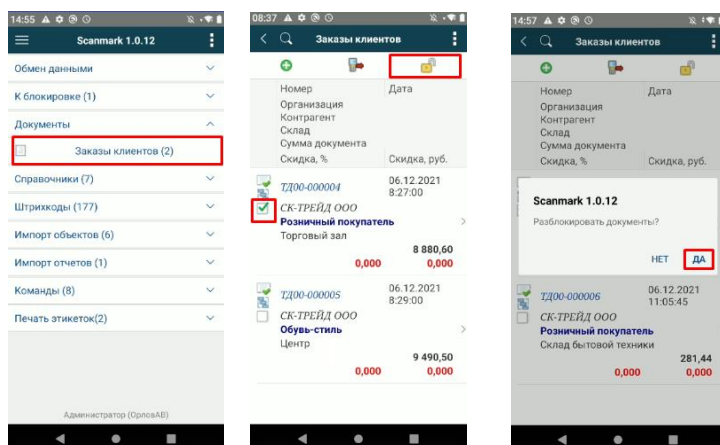 14:55
Scanmark 1.0.12
Обмен данными
К блокировке (1)
Документы
Заказы клиентов (2)
Справочники (7)
Штрихкоды (177)
Импорт объектов (6)
Импорт отчетов (1)
Команды (8)
Печать этикеток(2)
Администратор (ОрловАВ)
08:37
Заказы клиентов
Номер Дата
Организация
Контрагент
Склад
Сумма документа
Скидка, % Скидка, руб.
ТД00-000004 06.12.2021
8:27:00
СК-ТРЕЙД ООО
Розничный покупатель
Торговый зал
8 880,60
0,000 0,000
ТД00-000005 06.12.2021
8:29:00
СК-ТРЕЙД ООО
Обувь-стиль
Центр
9 490,50
0,000 0,000
14:57
Заказы клиентов
Номер Дата
Организация
Контрагент
Склад
Сумма документа
Скидка, % Скидка, руб.
Scanmark 1.0.12
Разблокировать документы?
НЕТ ДА
ТД00-000006 06.12.2021
11:05:45
СК-ТРЕЙД ООО
Розничный покупатель
Склад бытовой техники
281,44
0,000 0,000